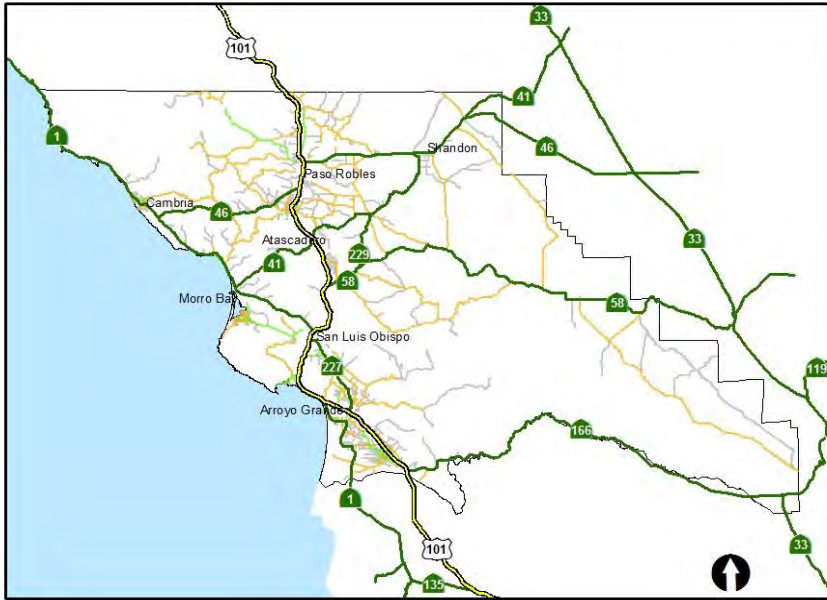 33
101
41
1
46
Shandon
Paso Robles
Cambria
46
Atascadero
33
229
41
58
Morro Bay
58
San Luis Obispo
227
119
Arroyo Grande
166
1
33
101
135